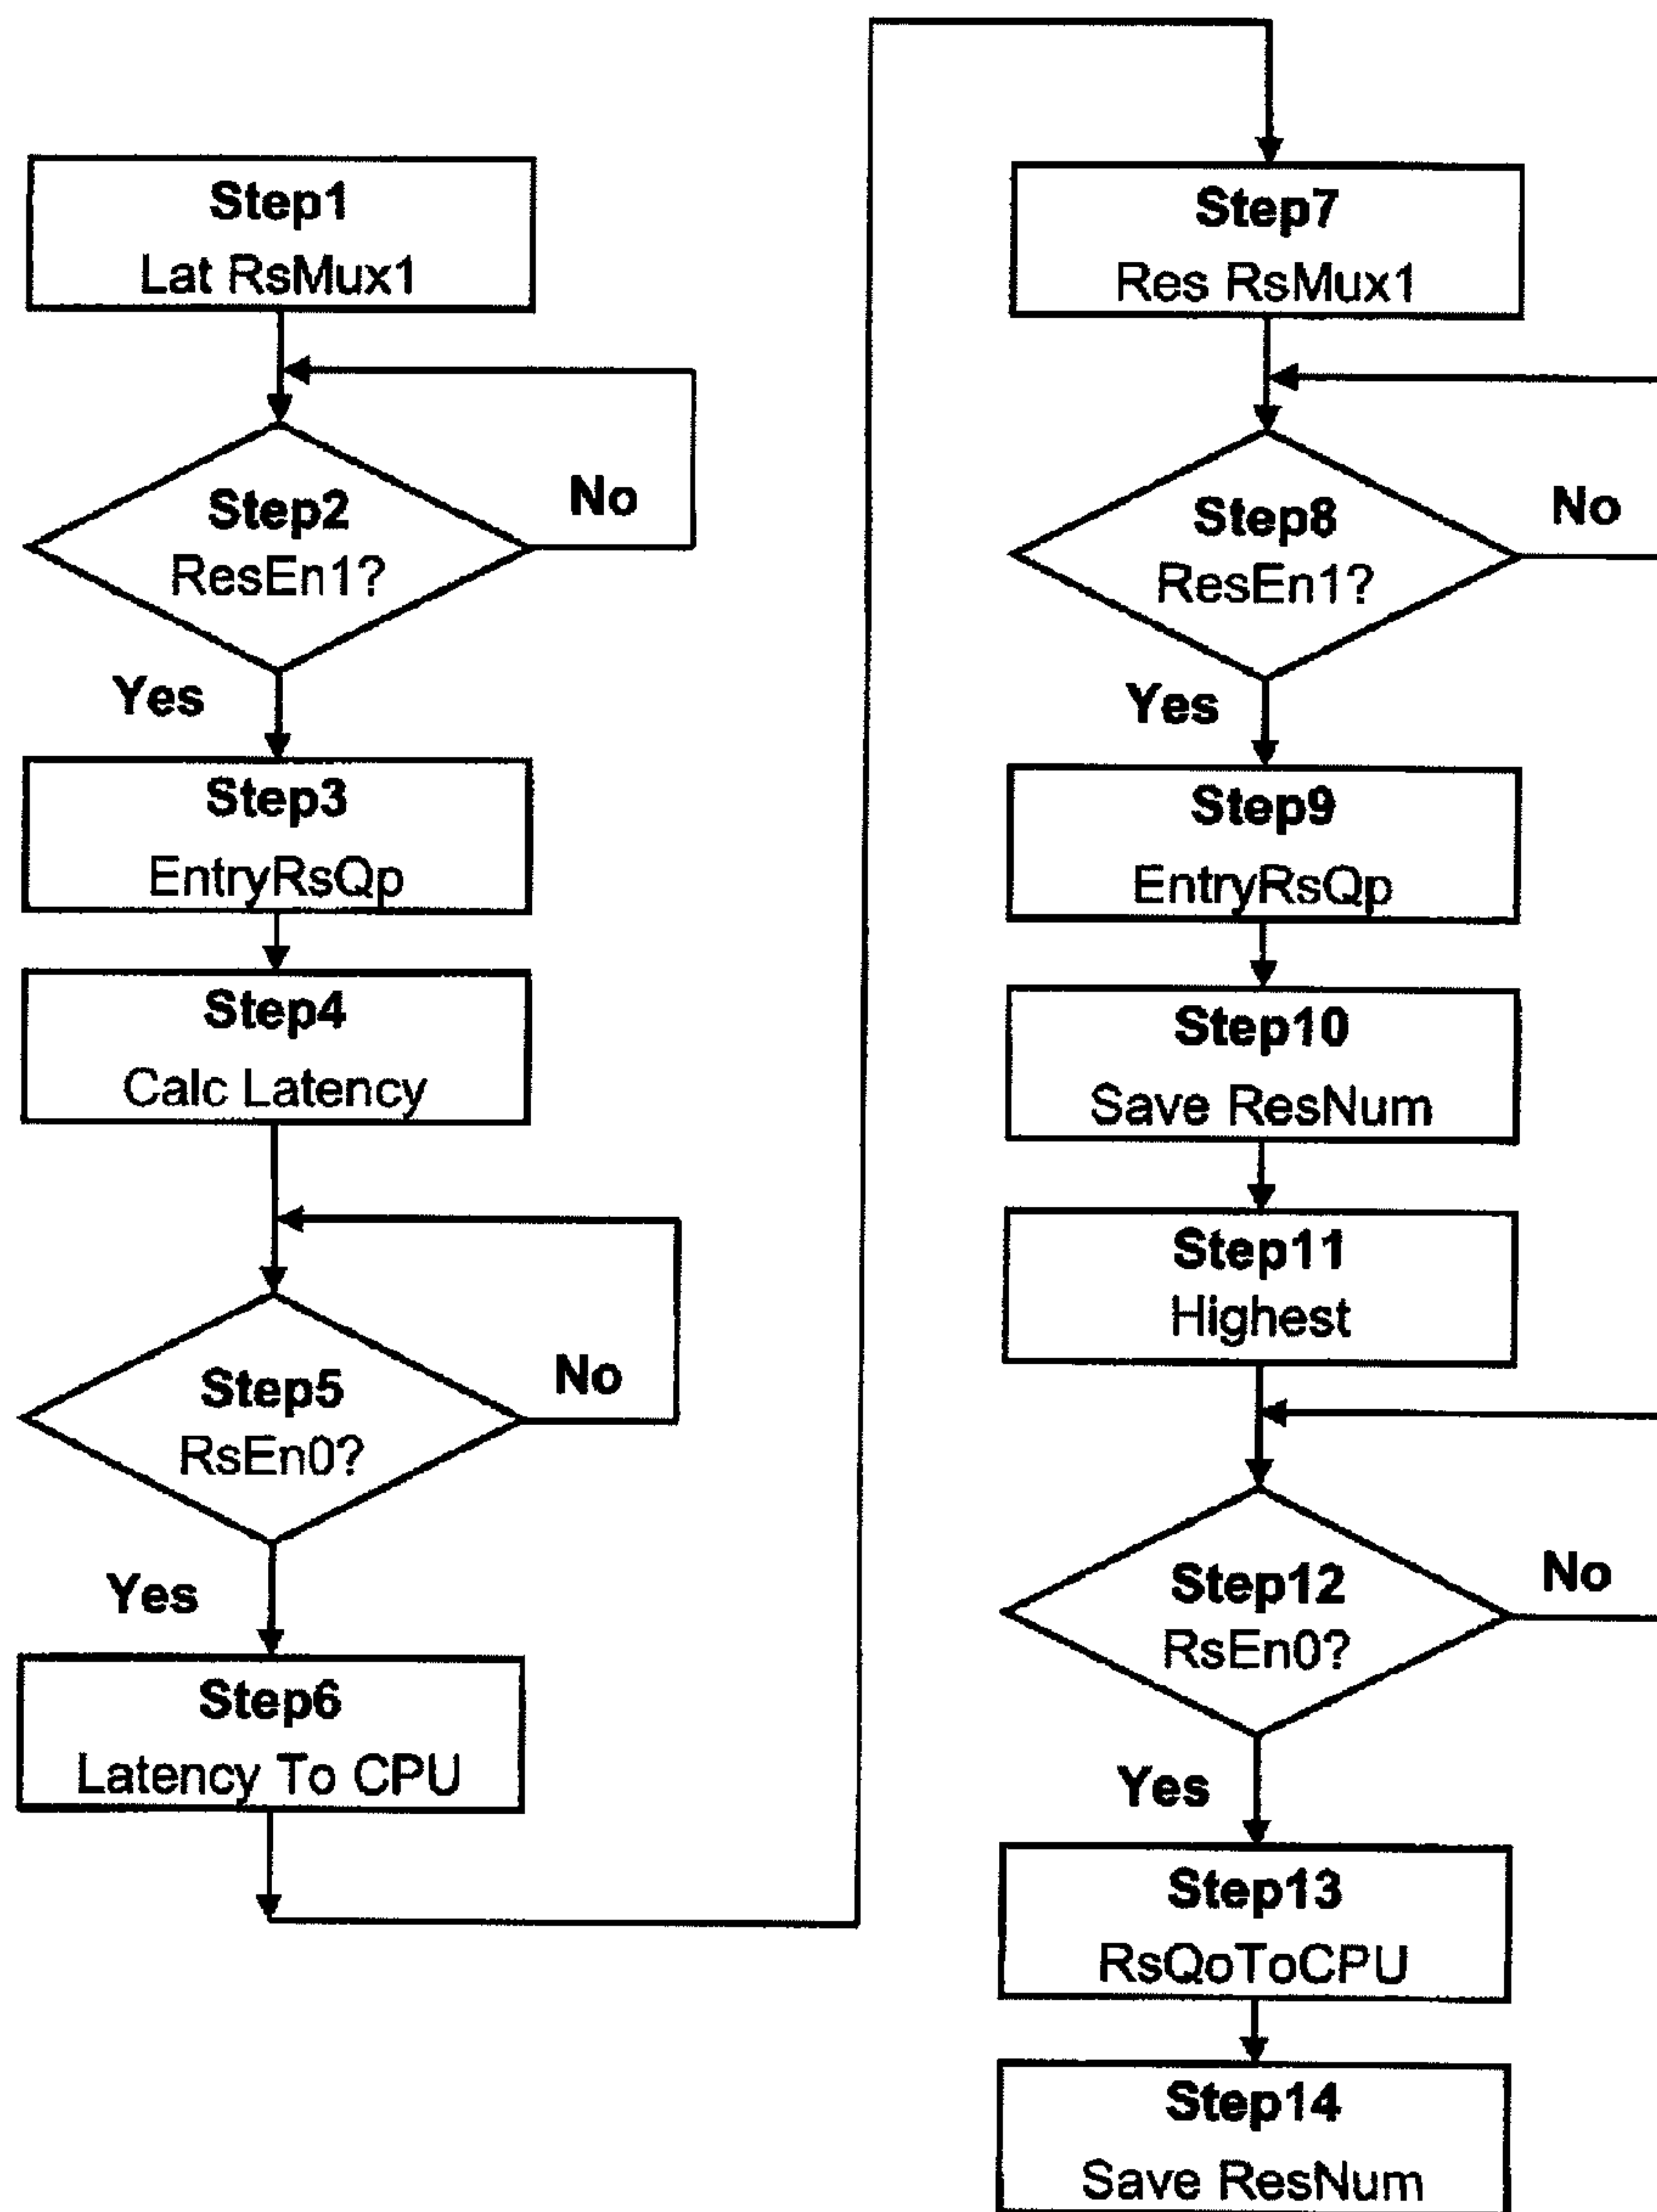 Step1
Lat RsMux1
Step2
ResEn1?
No
Yes
Step3
EntryRsQp
Step4
Calc Latency
Step5
RsEn0?
No
Yes
Step6
Latency To CPU
Step7
Res RsMux1
Step8
ResEn1?
No
Yes
Step9
EntryRsQp
Step10
Save ResNum
Step11
Highest
Step12
RsEn0?
No
Yes
Step13
RsQoToCPU
Step14
Save ResNum